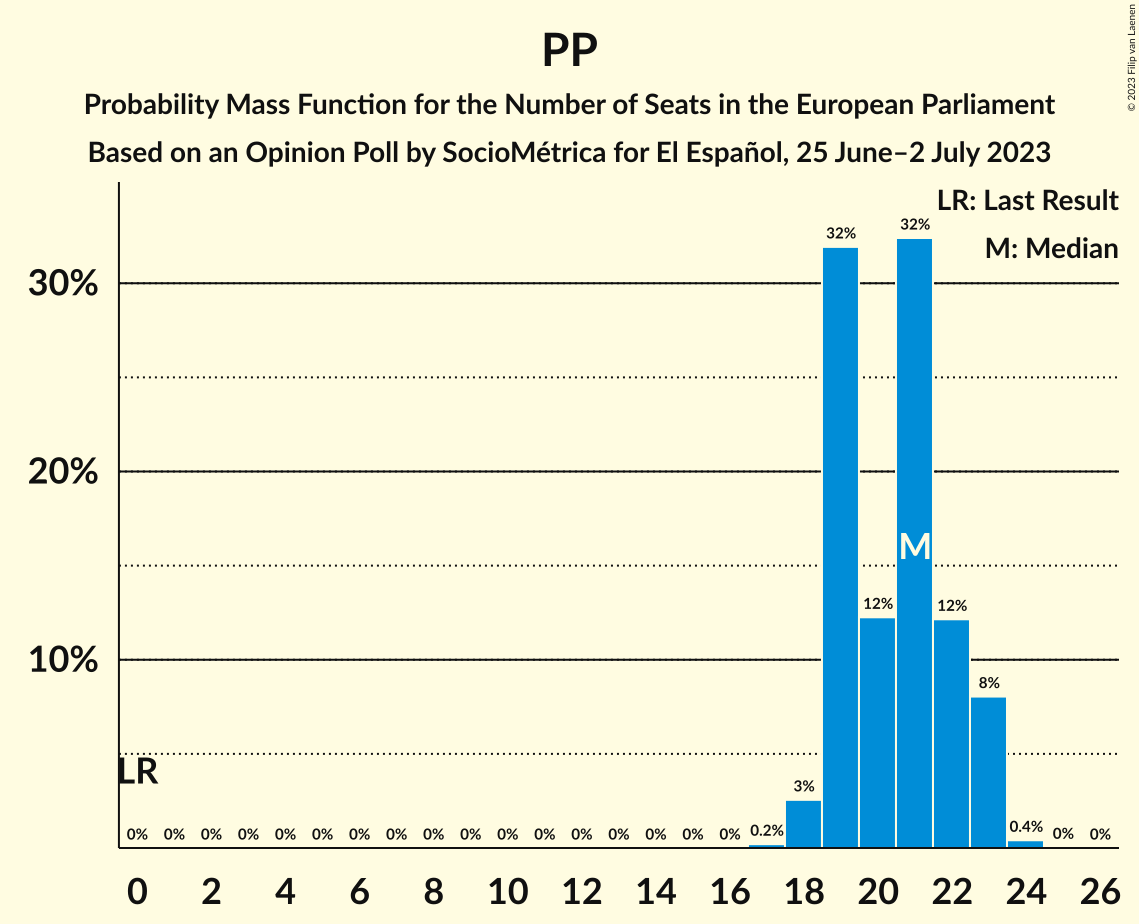 PP
Probability Mass Function for the Number of Seats in the European Parliament
Based on an Opinion Poll by SocioMétrica for El Español, 25 June–2 July 2023
© 2023 Filip van Laenen
LR: Last Result
M: Median
30%
20%
10%
32%
32%
M
12%
12%
8%
LR
3%
0% 0% 0% 0% 0% 0% 0% 0% 0% 0% 0% 0% 0% 0% 0% 0% 0% 0.2% 0.4% 0% 0%
0 2 4 6 8 10 12 14 16 18 20 22 24 26